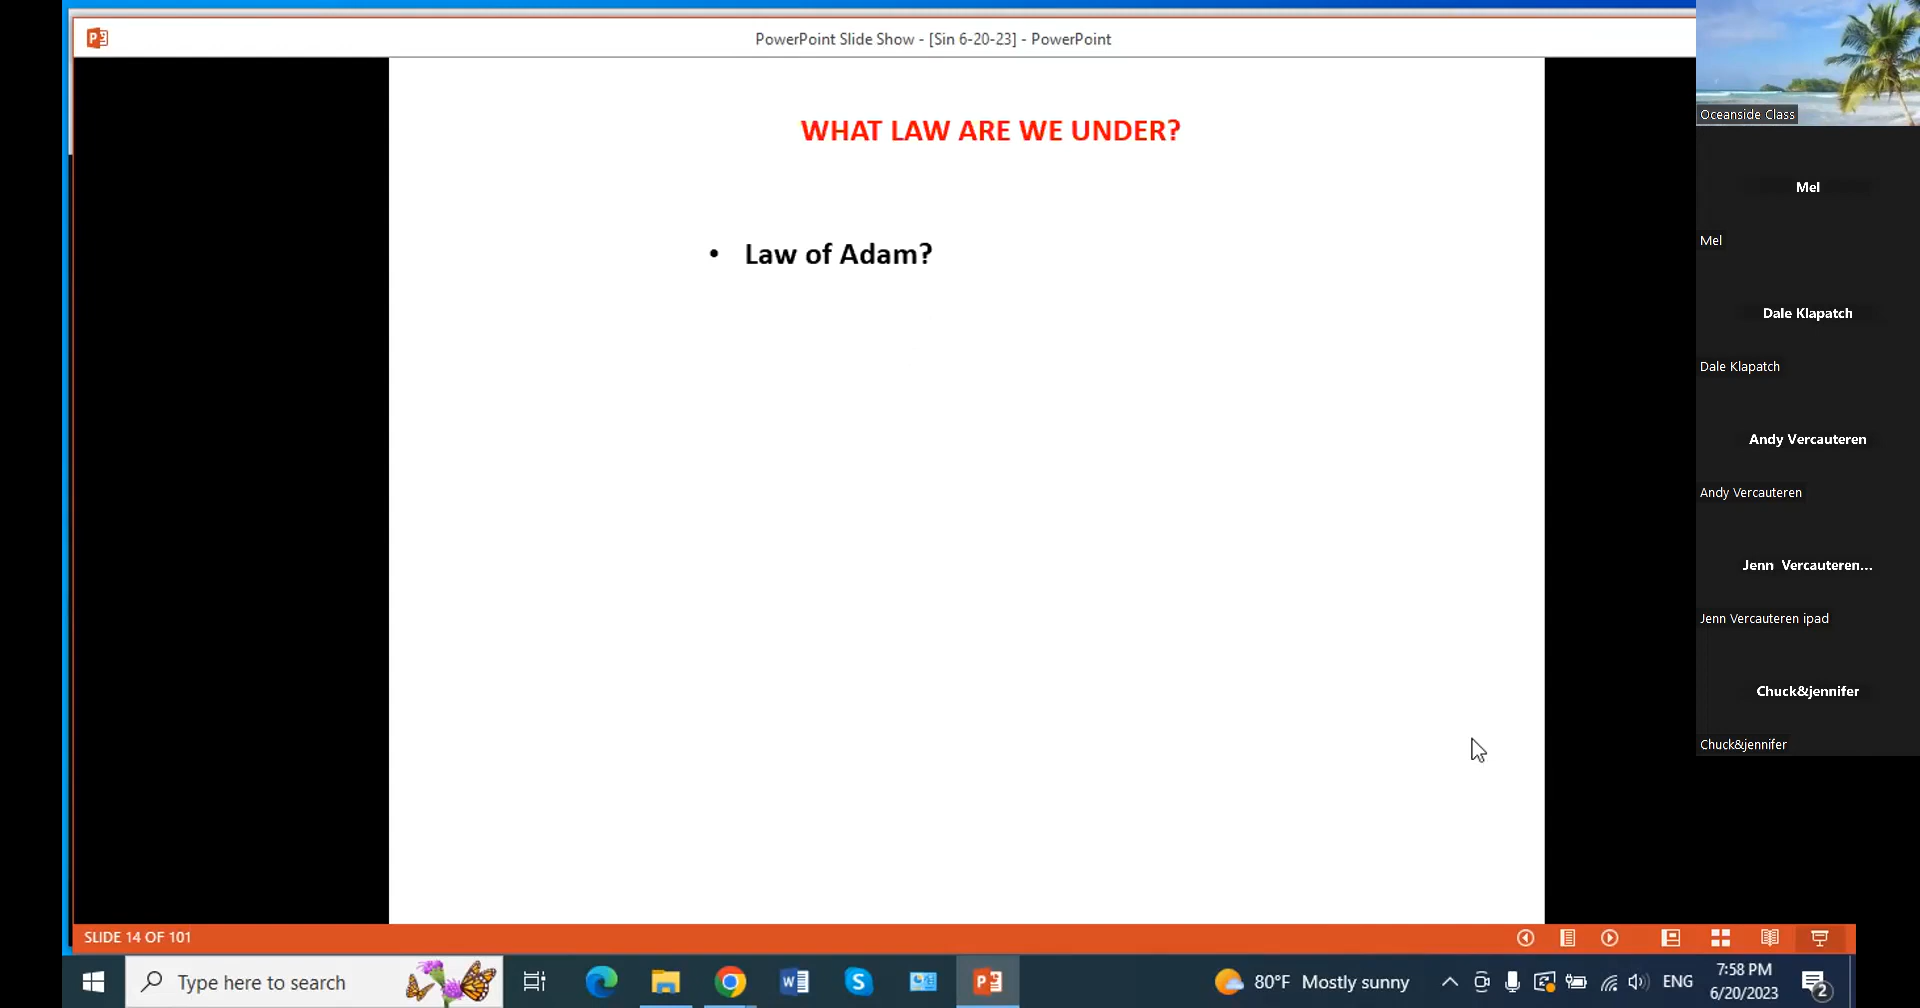 PowerPoint Slide Show - [Sin 6-20-23] - PowerPoint
WHAT LAW ARE WE UNDER?
• Law of Adam?
Oceanside Class
Mel
Mel
Dale Klapatch
Dale Klapatch
Andy Vercauteren
Andy Vercauteren
Jenn Vercauteren...
Jenn Vercauteren ipad
Chuck&jennifer
Chuck&jennifer
SLIDE 14 OF 101
Type here to search
80°F Mostly sunny
ENG
7:58 PM
6/20/2023
2